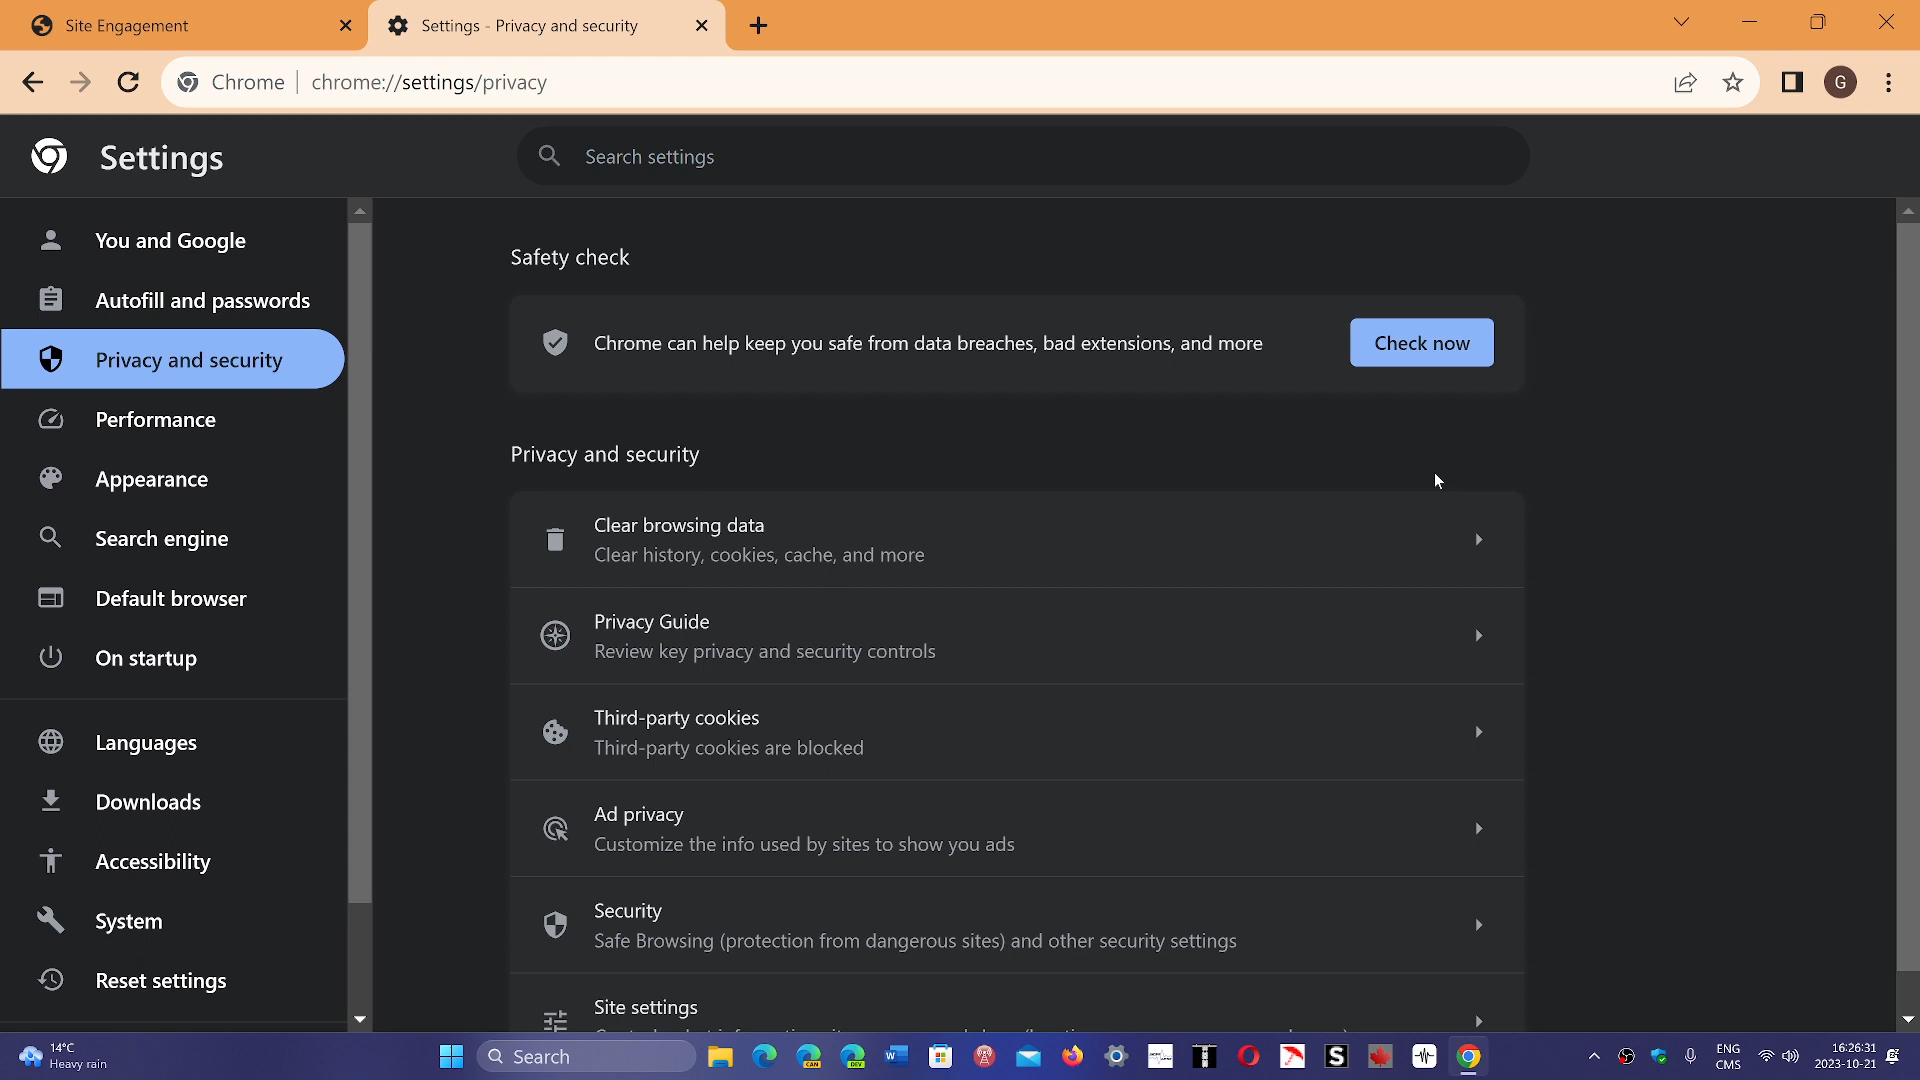 Site Engagement
Settings - Privacy and security
Chrome
chrome://settings/privacy
G
Settings
Search settings
You and Google
Autofill and passwords
Privacy and security
Performance
Appearance
Search engine
Default browser
On startup
Languages
Downloads
Accessibility
System
Reset settings
Safety check
Chrome can help keep you safe from data breaches, bad extensions, and more
Check now
Privacy and security
Clear browsing data
Clear history, cookies, cache, and more
Privacy Guide
Review key privacy and security controls
Third-party cookies
Third-party cookies are blocked
Ad privacy
Customize the info used by sites to show you ads
Security
Safe Browsing (protection from dangerous sites) and other security settings
Site settings
14°C
Heavy rain
Search
CAN
DEV
W
S
ENG
CMS
16:26:31
2023-10-21